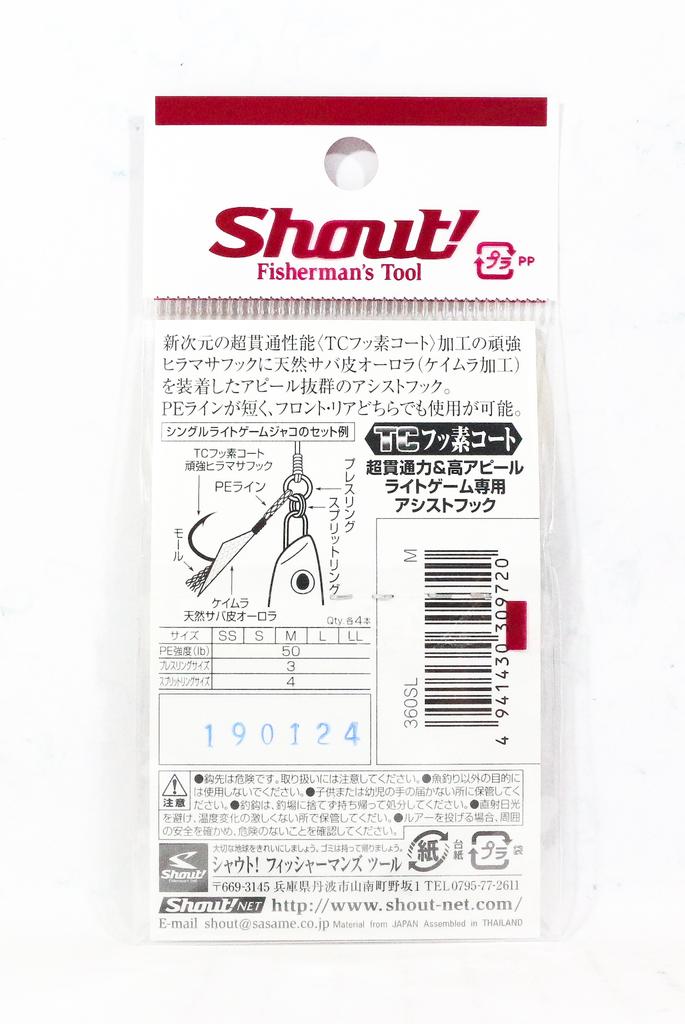 Shout!
Fisherman's Tool
プラ PP
新次元の超貫通性能〈TCフッ素コート〉加工の頑強
ヒラマサフックに天然サバ皮オーロラ(ケイムラ加工)
を装着したアピール抜群のアシストフック。
PEラインが短く、フロント・リアどちらでも使用が可能。
シングルライトゲームジャコのセット例
TCフッ素コート
頑強ヒラマサフック
PEライン
プレスリング
スプリットリング
モール
ケイムラ
天然サバ皮オーロラ
TCフッ素コート
超貫通力&高アピール
ライトゲーム専用
アシストフック
Qty. 各4本
サイズ SS S M L LL
PE強度(lb) 50
プレスリングサイズ 3
スプリットリングサイズ 4
190124
360SL M
4 941430 309720
注意
●鈎先は危険です。取り扱いには注意してください。●魚釣り以外の目的に
は使用しないでください。●子供または幼児の手の届かない所に保管してく
ださい。●釣鈎は、釣場に捨てず持ち帰って処分してください。●直射日光
を避け、温度変化の激しくない所で保管してくだい。●ルアーを投げる場合、周囲
の安全を確かめ、危険のないことを確認してください。
Shout!
Fisherman's Tool
大切な地球をきれいにしましょう。ゴミは持って帰りましょう。
シャウト! フィッシャーマンズ ツール
紙 台紙
プラ 袋
〒669-3145 兵庫県丹波市山南町野坂1 TEL0795-77-2611
Shout! NET http://www.shout-net.com/
E-mail shout@sasame.co.jp Material from JAPAN Assembled in THAILAND